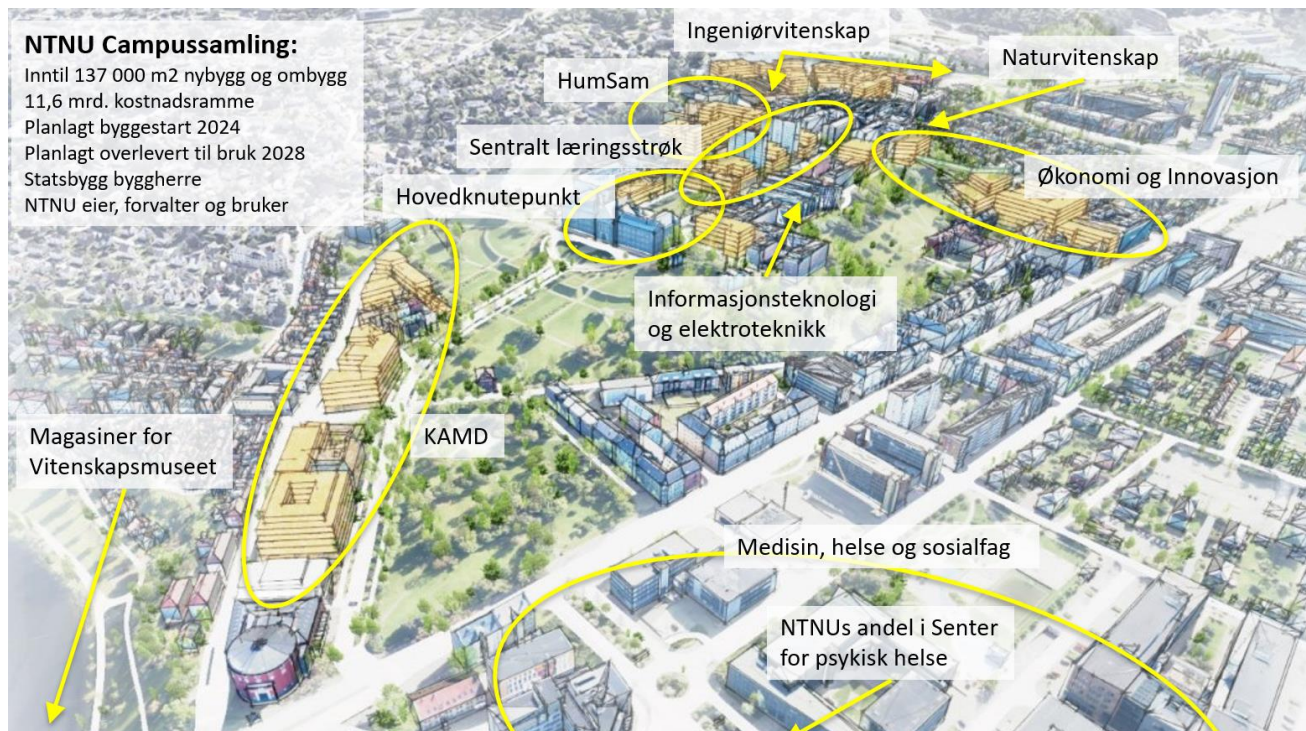 NTNU Campussamling:
Inntil 137 000 m2 nybygg og ombygg
11,6 mrd. kostnadsramme
Planlagt byggestart 2024
Planlagt overlevert til bruk 2028
Statsbygg byggherre
NTNU eier, forvalter og bruker
Ingeniørvitenskap
Naturvitenskap
HumSam
Sentralt læringsstrøk
Økonomi og Innovasjon
Hovedknutepunkt
Informasjonsteknologi
og elektroteknikk
Magasiner for
Vitenskapsmuseet
KAMD
Medisin, helse og sosialfag
NTNUs andel i Senter
for psykisk helse